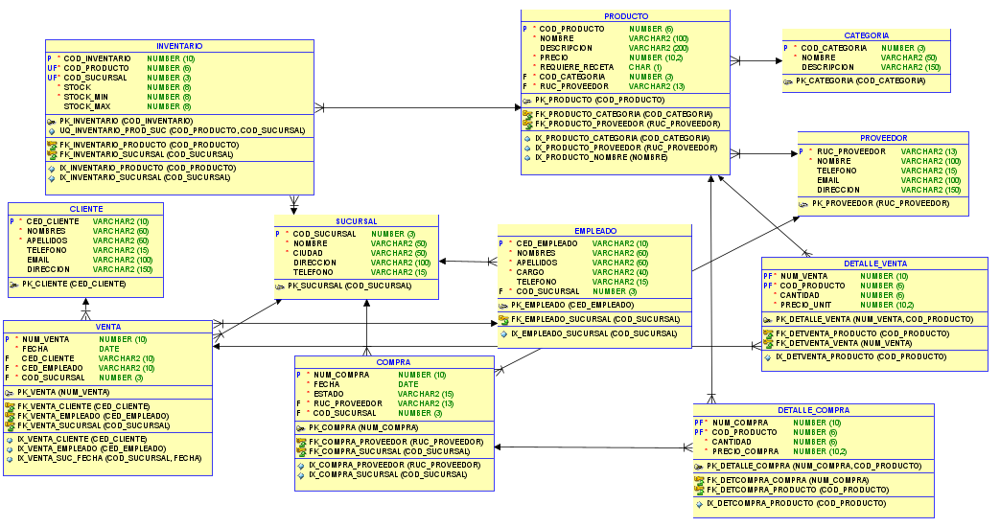 PRODUCTO
P * COD_PRODUCTO NUMBER (6)
* NOMBRE VARCHAR2 (100)
DESCRIPCION VARCHAR2 (200)
* PRECIO NUMBER (10,2)
* REQUIERE_RECETA CHAR (1)
F * COD_CATEGORIA NUMBER (3)
F * RUC_PROVEEDOR VARCHAR2 (13)
PK_PRODUCTO (COD_PRODUCTO)
FK_PRODUCTO_CATEGORIA (COD_CATEGORIA)
FK_PRODUCTO_PROVEEDOR (RUC_PROVEEDOR)
IX_PRODUCTO_CATEGORIA (COD_CATEGORIA)
IX_PRODUCTO_PROVEEDOR (RUC_PROVEEDOR)
IX_PRODUCTO_NOMBRE (NOMBRE)
CATEGORIA
P * COD_CATEGORIA NUMBER (3)
* NOMBRE VARCHAR2 (50)
DESCRIPCION VARCHAR2 (150)
PK_CATEGORIA (COD_CATEGORIA)
INVENTARIO
P * COD_INVENTARIO NUMBER (10)
UF* COD_PRODUCTO NUMBER (6)
UF* COD_SUCURSAL NUMBER (3)
* STOCK NUMBER (8)
* STOCK_MIN NUMBER (8)
STOCK_MAX NUMBER (8)
PK_INVENTARIO (COD_INVENTARIO)
UQ_INVENTARIO_PROD_SUC (COD_PRODUCTO, COD_SUCURSAL)
FK_INVENTARIO_PRODUCTO (COD_PRODUCTO)
FK_INVENTARIO_SUCURSAL (COD_SUCURSAL)
IX_INVENTARIO_PRODUCTO (COD_PRODUCTO)
IX_INVENTARIO_SUCURSAL (COD_SUCURSAL)
PROVEEDOR
P * RUC_PROVEEDOR VARCHAR2 (13)
* NOMBRE VARCHAR2 (100)
TELEFONO VARCHAR2 (15)
EMAIL VARCHAR2 (100)
DIRECCION VARCHAR2 (150)
PK_PROVEEDOR (RUC_PROVEEDOR)
CLIENTE
P * CED_CLIENTE VARCHAR2 (10)
* NOMBRES VARCHAR2 (60)
* APELLIDOS VARCHAR2 (60)
TELEFONO VARCHAR2 (15)
EMAIL VARCHAR2 (100)
DIRECCION VARCHAR2 (150)
PK_CLIENTE (CED_CLIENTE)
SUCURSAL
P * COD_SUCURSAL NUMBER (3)
* NOMBRE VARCHAR2 (50)
* CIUDAD VARCHAR2 (50)
DIRECCION VARCHAR2 (100)
TELEFONO VARCHAR2 (15)
PK_SUCURSAL (COD_SUCURSAL)
EMPLEADO
P * CED_EMPLEADO VARCHAR2 (10)
* NOMBRES VARCHAR2 (60)
* APELLIDOS VARCHAR2 (60)
* CARGO VARCHAR2 (40)
TELEFONO VARCHAR2 (15)
F * COD_SUCURSAL NUMBER (3)
PK_EMPLEADO (CED_EMPLEADO)
FK_EMPLEADO_SUCURSAL (COD_SUCURSAL)
IX_EMPLEADO_SUCURSAL (COD_SUCURSAL)
DETALLE_VENTA
PF* NUM_VENTA NUMBER (10)
PF* COD_PRODUCTO NUMBER (6)
* CANTIDAD NUMBER (6)
* PRECIO_UNIT NUMBER (10,2)
PK_DETALLE_VENTA (NUM_VENTA, COD_PRODUCTO)
FK_DETVENTA_PRODUCTO (COD_PRODUCTO)
FK_DETVENTA_VENTA (NUM_VENTA)
IX_DETVENTA_PRODUCTO (COD_PRODUCTO)
VENTA
P * NUM_VENTA NUMBER (10)
* FECHA DATE
F CED_CLIENTE VARCHAR2 (10)
F * CED_EMPLEADO VARCHAR2 (10)
F * COD_SUCURSAL NUMBER (3)
PK_VENTA (NUM_VENTA)
FK_VENTA_CLIENTE (CED_CLIENTE)
FK_VENTA_EMPLEADO (CED_EMPLEADO)
FK_VENTA_SUCURSAL (COD_SUCURSAL)
IX_VENTA_CLIENTE (CED_CLIENTE)
IX_VENTA_EMPLEADO (CED_EMPLEADO)
IX_VENTA_SUC_FECHA (COD_SUCURSAL, FECHA)
COMPRA
P * NUM_COMPRA NUMBER (10)
* FECHA DATE
* ESTADO VARCHAR2 (15)
F * RUC_PROVEEDOR VARCHAR2 (13)
F * COD_SUCURSAL NUMBER (3)
PK_COMPRA (NUM_COMPRA)
FK_COMPRA_PROVEEDOR (RUC_PROVEEDOR)
FK_COMPRA_SUCURSAL (COD_SUCURSAL)
IX_COMPRA_PROVEEDOR (RUC_PROVEEDOR)
IX_COMPRA_SUCURSAL (COD_SUCURSAL)
DETALLE_COMPRA
PF* NUM_COMPRA NUMBER (10)
PF* COD_PRODUCTO NUMBER (6)
* CANTIDAD NUMBER (6)
* PRECIO_COMPRA NUMBER (10,2)
PK_DETALLE_COMPRA (NUM_COMPRA, COD_PRODUCTO)
FK_DETCOMPRA_COMPRA (NUM_COMPRA)
FK_DETCOMPRA_PRODUCTO (COD_PRODUCTO)
IX_DETCOMPRA_PRODUCTO (COD_PRODUCTO)